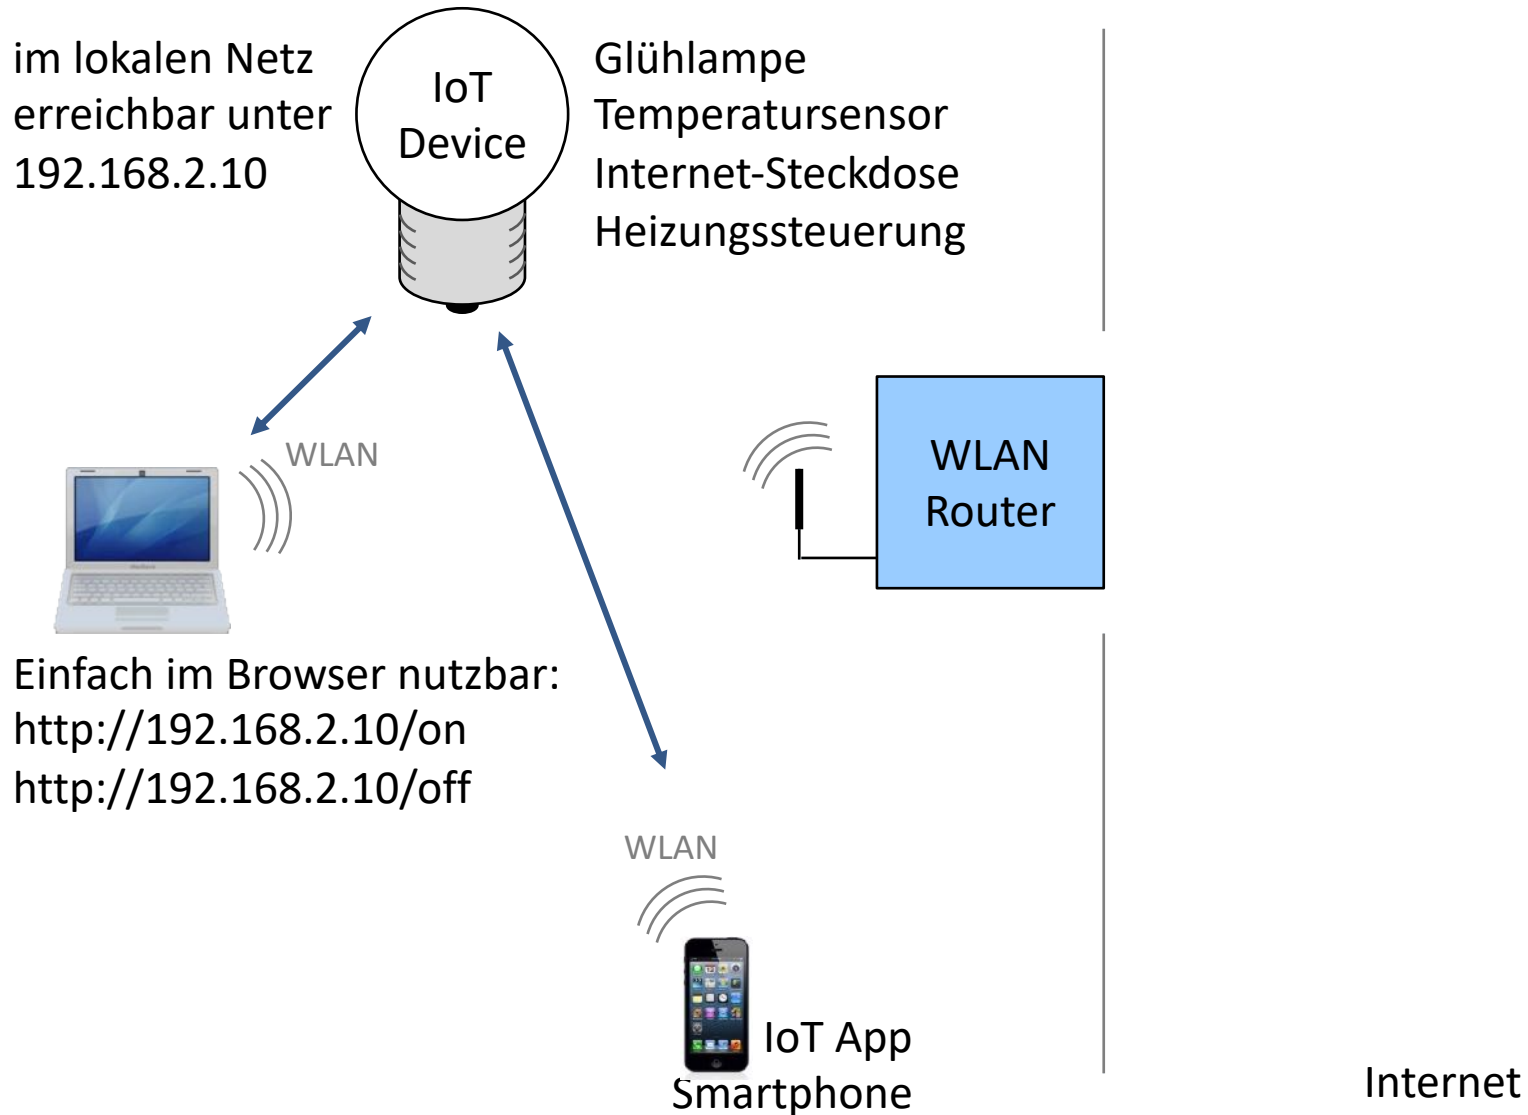 im lokalen Netz
erreichbar unter
192.168.2.10
IoT
Device
Glühlampe
Temperatursensor
Internet-Steckdose
Heizungssteuerung
WLAN
WLAN
Router
Einfach im Browser nutzbar:
http://192.168.2.10/on
http://192.168.2.10/off
WLAN
IoT App
Smartphone
Internet